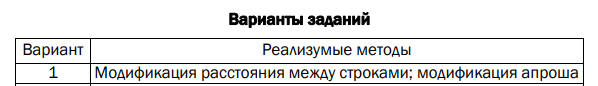 Варианты заданий
Вариант Реализумые методы
1 Модификация расстояния между строками; модификация апроша